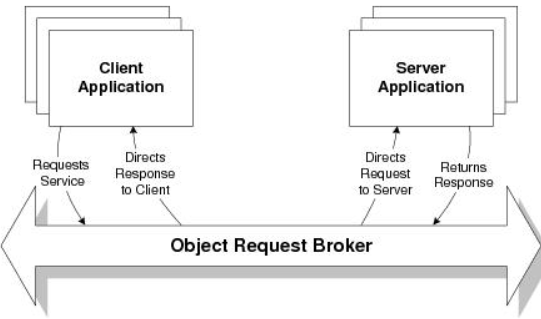 Client
Application
Server
Application
Requests
Service
Directs
Response
to Client
Directs
Request
to Server
Returns
Response
Object Request Broker